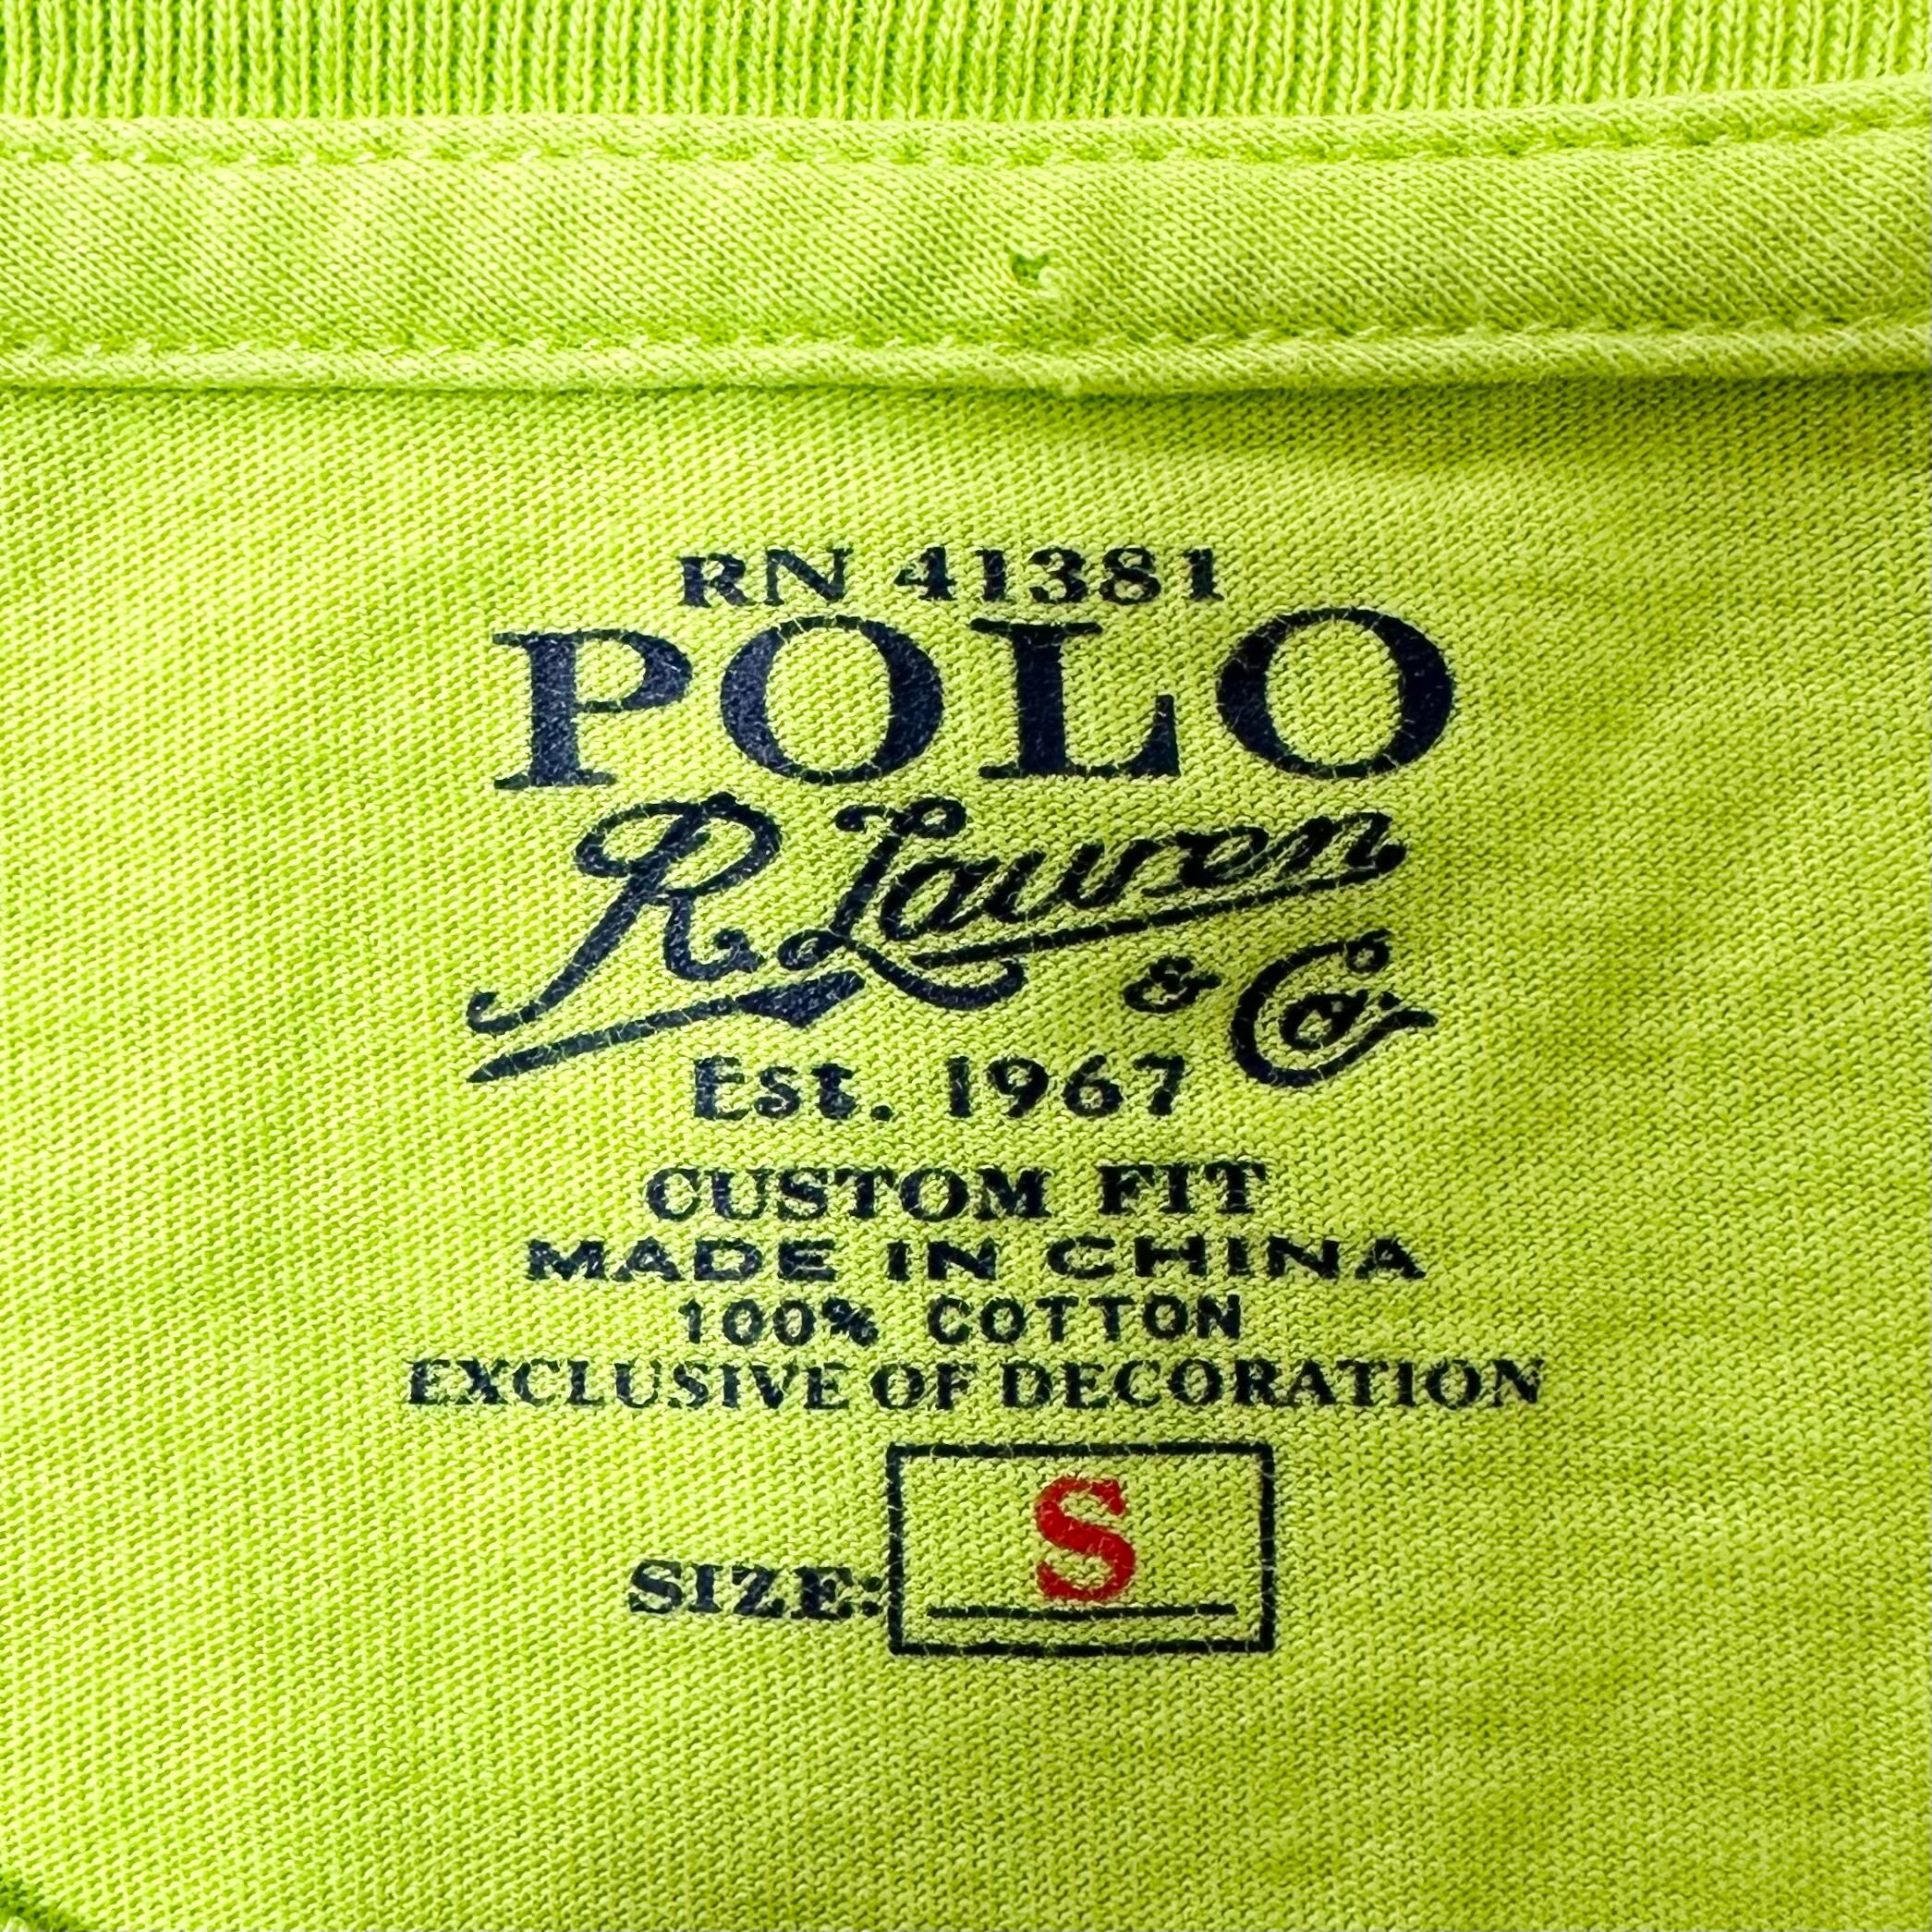 RN 41381
POLO
R. Lauren
& Co.
Est. 1967
CUSTOM FIT
MADE IN CHINA
100% COTTON
EXCLUSIVE OF DECORATION
SIZE: S